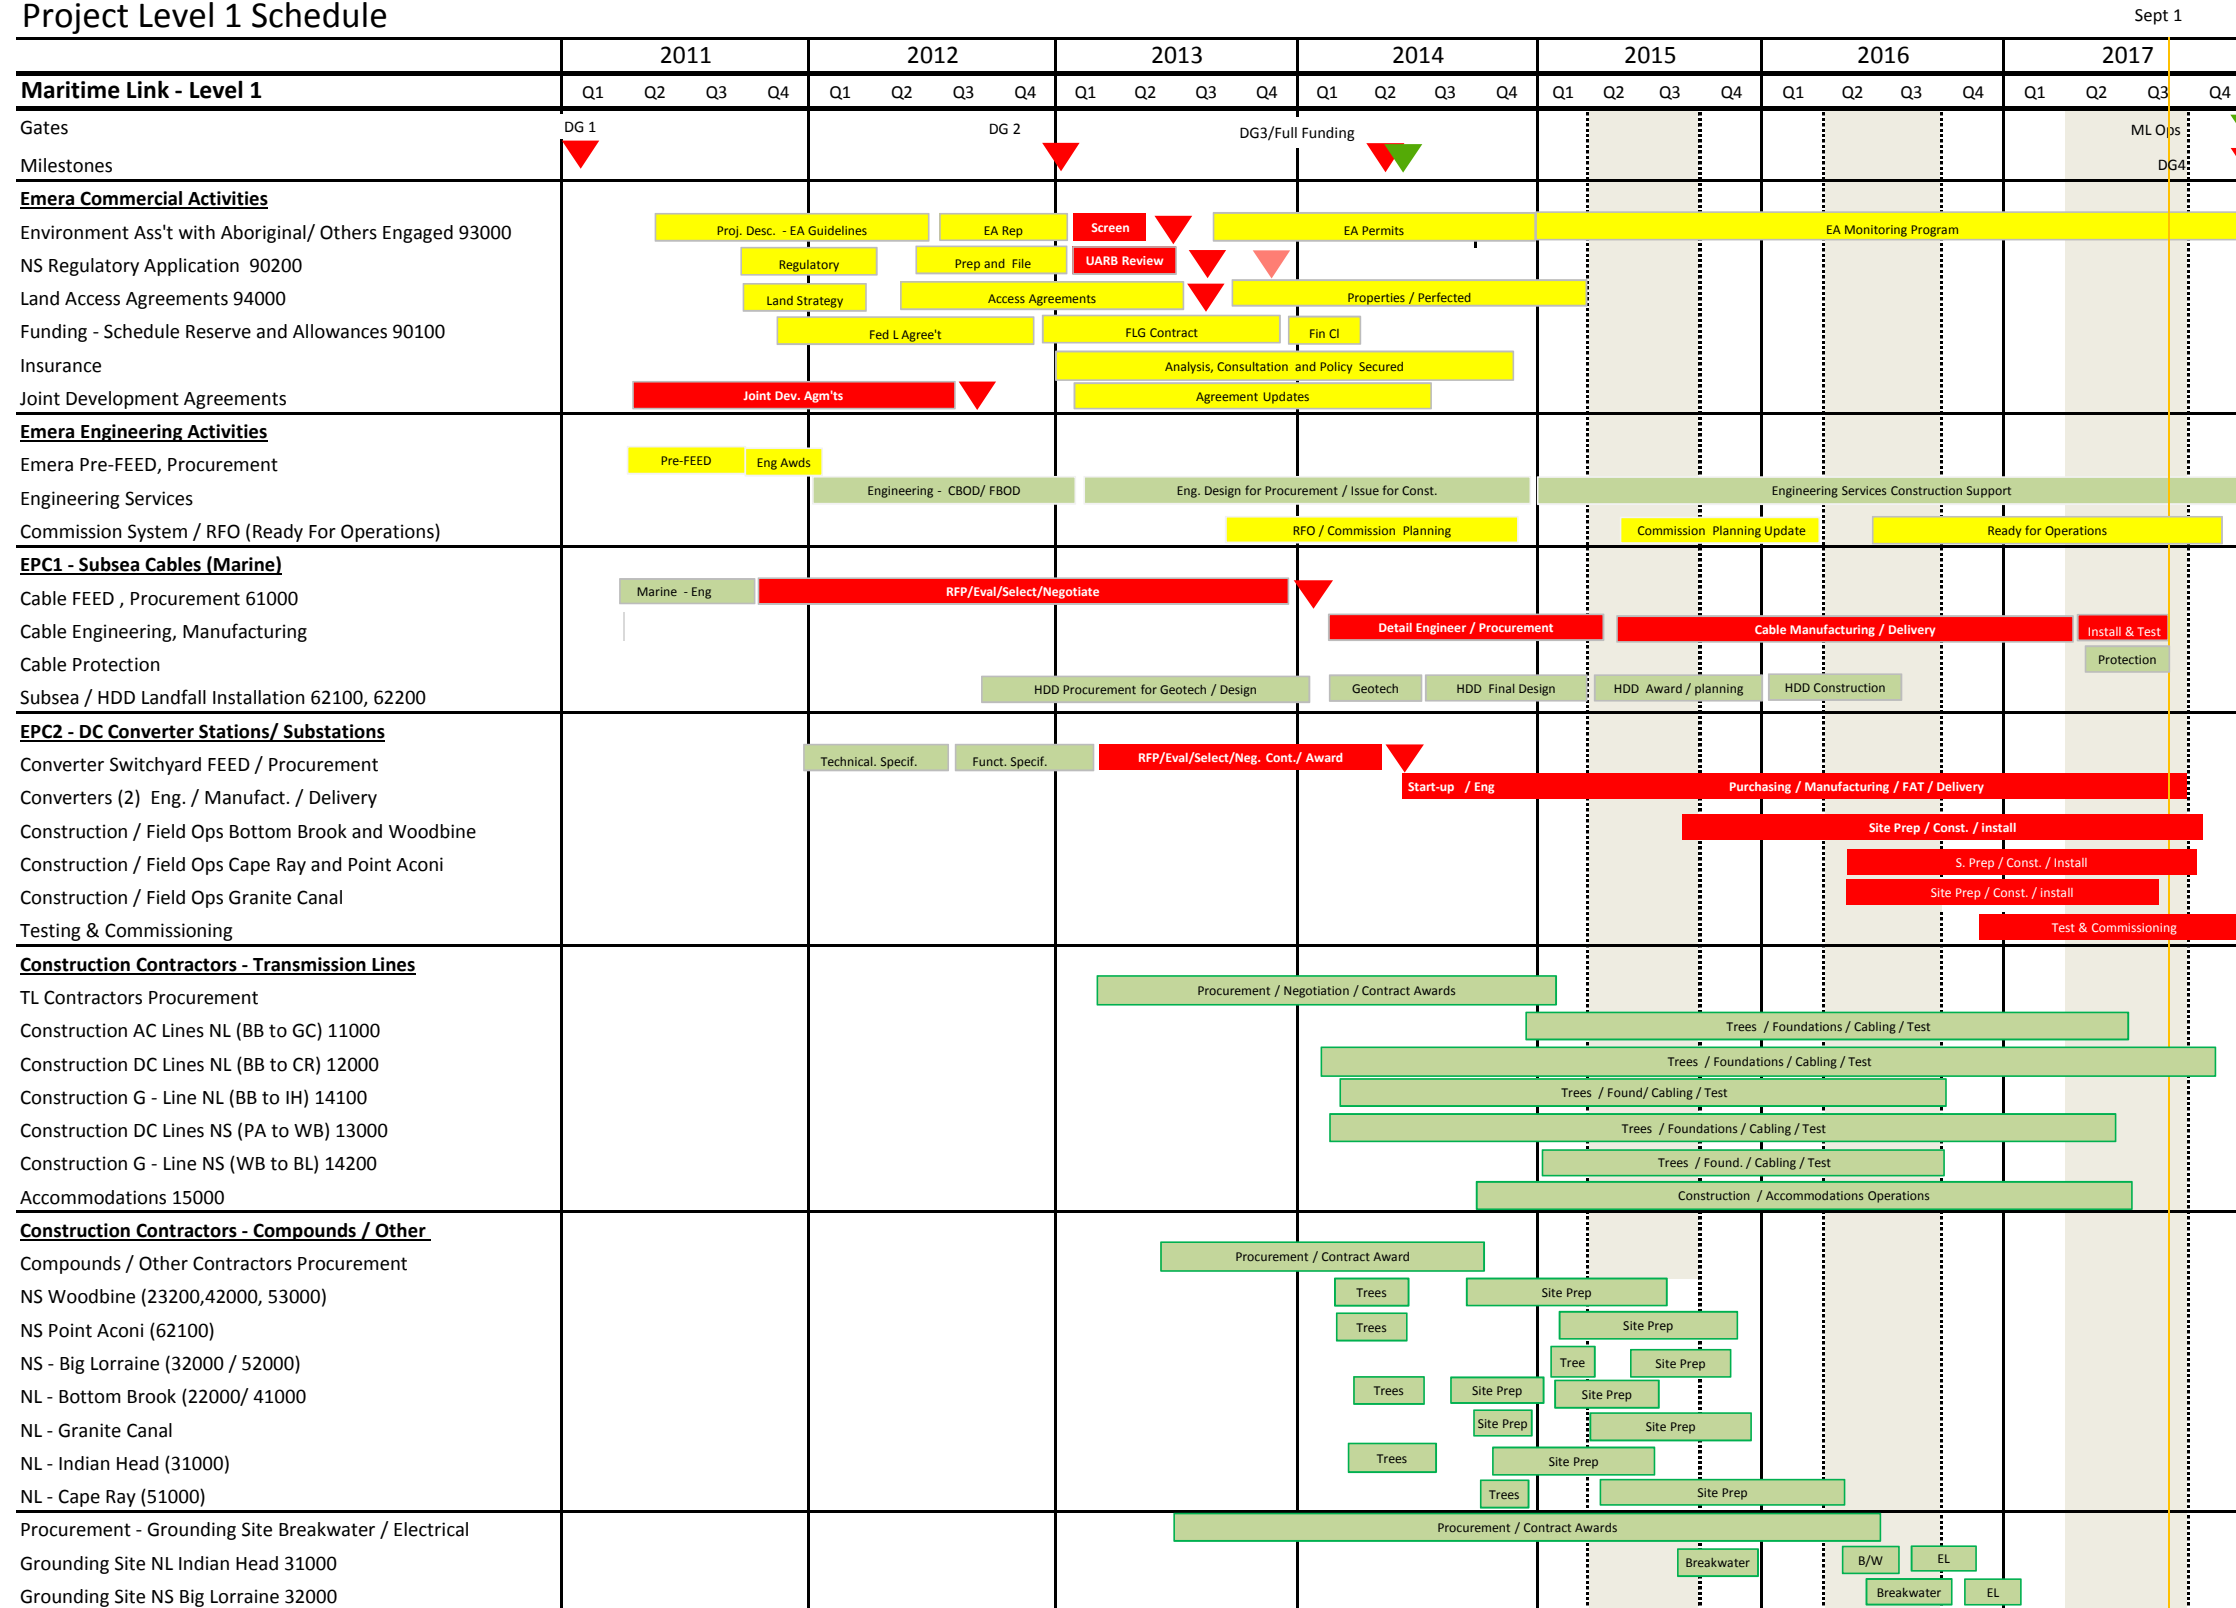 Project Level 1 Schedule
Sept 1
2011 2012 2013 2014 2015 2016 2017
Maritime Link - Level 1 Q1 Q2 Q3 Q4 Q1 Q2 Q3 Q4 Q1 Q2 Q3 Q4 Q1 Q2 Q3 Q4 Q1 Q2 Q3 Q4 Q1 Q2 Q3 Q4 Q1 Q2 Q3 Q4
Gates DG 1 DG 2 DG3/Full Funding ML Ops
Milestones DG4
Emera Commercial Activities
Environment Ass't with Aboriginal/ Others Engaged 93000 Proj. Desc. - EA Guidelines EA Rep Screen EA Permits EA Monitoring Program
NS Regulatory Application 90200 Regulatory Prep and File UARB Review
Land Access Agreements 94000 Land Strategy Access Agreements Properties / Perfected
Funding - Schedule Reserve and Allowances 90100 Fed L Agree't FLG Contract Fin Cl
Insurance Analysis, Consultation and Policy Secured
Joint Development Agreements Joint Dev. Agm'ts Agreement Updates
Emera Engineering Activities
Emera Pre-FEED, Procurement Pre-FEED Eng Awds
Engineering Services Engineering - CBOD/ FBOD Eng. Design for Procurement / Issue for Const. Engineering Services Construction Support
Commission System / RFO (Ready For Operations) RFO / Commission Planning Commission Planning Update Ready for Operations
EPC1 - Subsea Cables (Marine)
Cable FEED , Procurement 61000 Marine - Eng RFP/Eval/Select/Negotiate
Cable Engineering, Manufacturing Detail Engineer / Procurement Cable Manufacturing / Delivery Install & Test
Cable Protection Protection
Subsea / HDD Landfall Installation 62100, 62200 HDD Procurement for Geotech / Design Geotech HDD Final Design HDD Award / planning HDD Construction
EPC2 - DC Converter Stations/ Substations
Converter Switchyard FEED / Procurement Technical. Specif. Funct. Specif. RFP/Eval/Select/Neg. Cont./ Award
Converters (2) Eng. / Manufact. / Delivery Start-up / Eng Purchasing / Manufacturing / FAT / Delivery
Construction / Field Ops Bottom Brook and Woodbine Site Prep / Const. / install
Construction / Field Ops Cape Ray and Point Aconi S. Prep / Const. / Install
Construction / Field Ops Granite Canal Site Prep / Const. / install
Testing & Commissioning Test & Commissioning
Construction Contractors - Transmission Lines
TL Contractors Procurement Procurement / Negotiation / Contract Awards
Construction AC Lines NL (BB to GC) 11000 Trees / Foundations / Cabling / Test
Construction DC Lines NL (BB to CR) 12000 Trees / Foundations / Cabling / Test
Construction G - Line NL (BB to IH) 14100 Trees / Found/ Cabling / Test
Construction DC Lines NS (PA to WB) 13000 Trees / Foundations / Cabling / Test
Construction G - Line NS (WB to BL) 14200 Trees / Found. / Cabling / Test
Accommodations 15000 Construction / Accommodations Operations
Construction Contractors - Compounds / Other
Compounds / Other Contractors Procurement Procurement / Contract Award
NS Woodbine (23200,42000, 53000) Trees Site Prep
NS Point Aconi (62100) Trees Site Prep
NS - Big Lorraine (32000 / 52000) Tree Site Prep
NL - Bottom Brook (22000/ 41000 Trees Site Prep Site Prep
NL - Granite Canal Site Prep Site Prep
NL - Indian Head (31000) Trees Site Prep
NL - Cape Ray (51000) Trees Site Prep
Procurement - Grounding Site Breakwater / Electrical Procurement / Contract Awards
Grounding Site NL Indian Head 31000 Breakwater B/W EL
Grounding Site NS Big Lorraine 32000 Breakwater EL